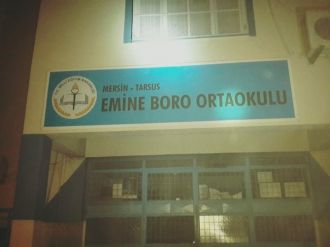 MERSİN - TARSUS
EMİNE BORO ORTAOKULU